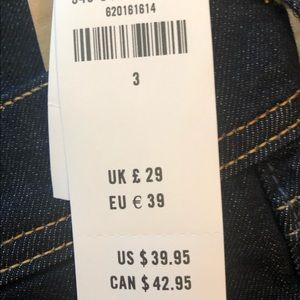 620161614
3
UK £ 29
EU € 39
US $ 39.95
CAN $ 42.95